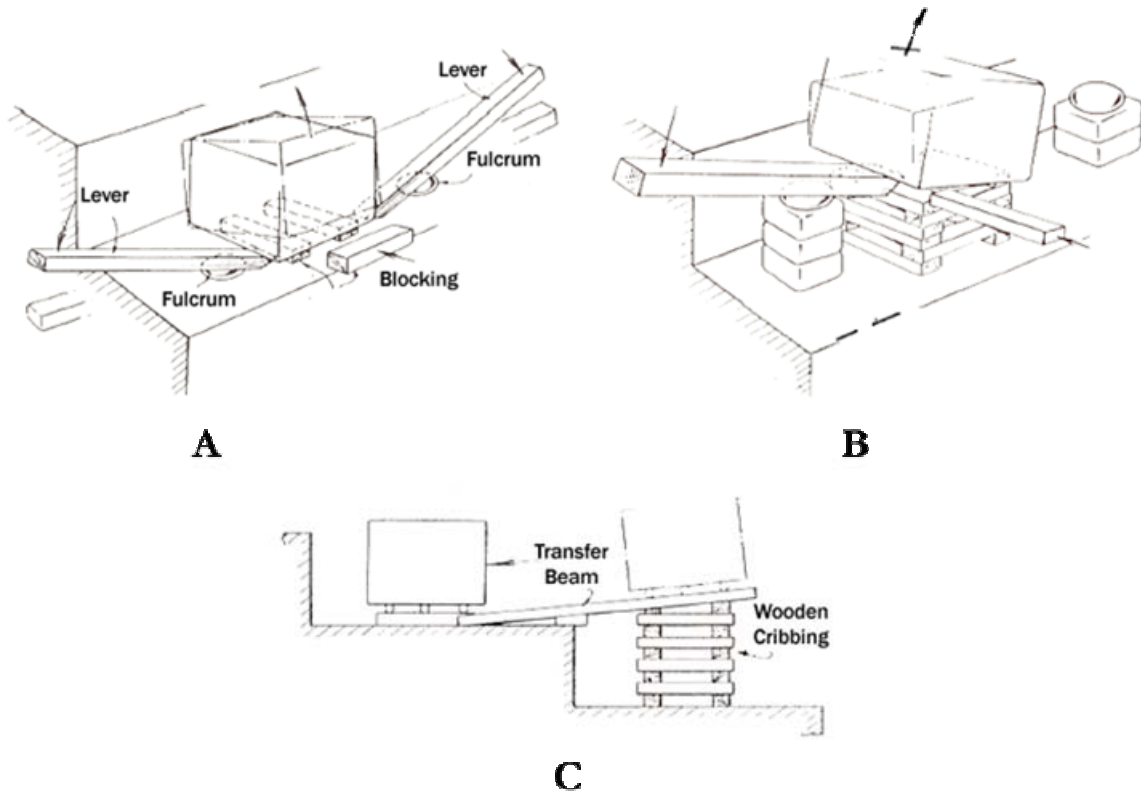 Lever
Fulcrum
Lever
Fulcrum
Blocking
A
B
Transfer
Beam
Wooden
Cribbing
C